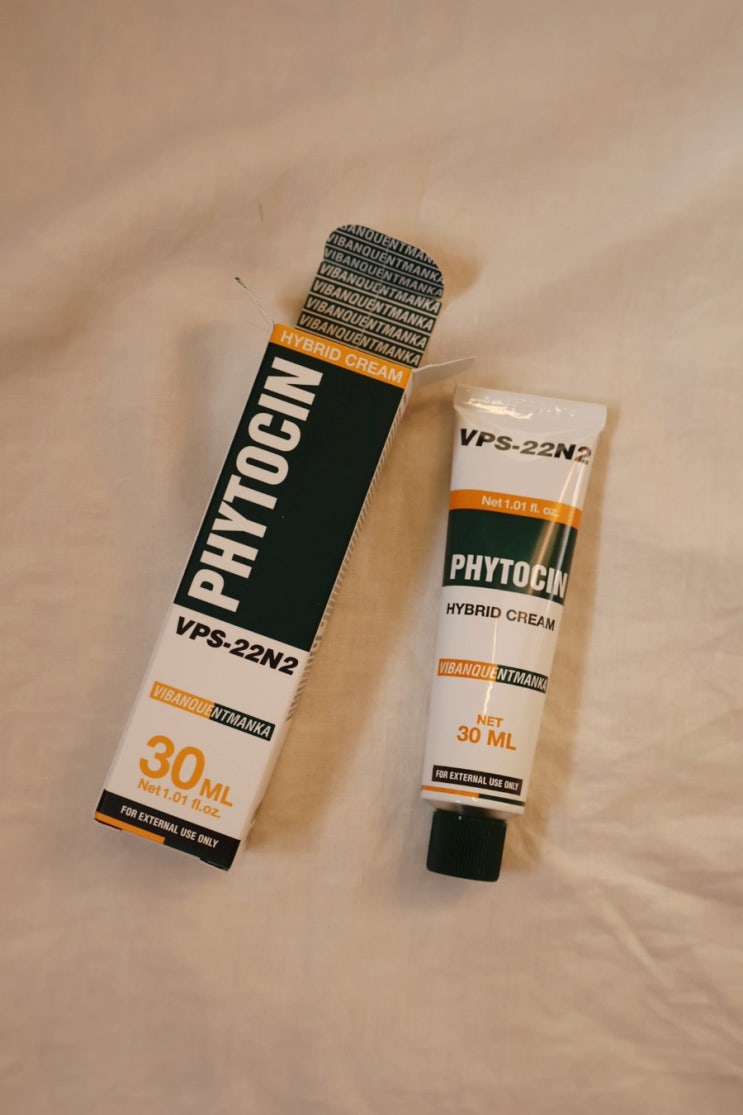 VIBANQUENTMANKA
VIBANQUENTMANKA
VIBANQUENTMANKA
VIBANQUENTMANKA
VIBANQUENTMANKA
HYBRID CREAM
PHYTOCIN
VPS-22N2
VIBANQUENTMANKA
30 ML
Net 1.01 fl.oz.
FOR EXTERNAL USE ONLY
VPS-22N2
Net 1.01 fl. oz.
PHYTOCIN
HYBRID CREAM
VIBANQUENTMANKA
NET
30 ML
FOR EXTERNAL USE ONLY